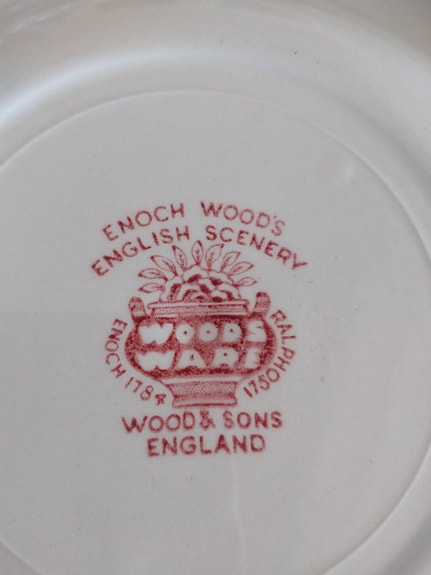 ENOCH WOOD'S
ENGLISH SCENERY
WOODS
WARE
ENOCH 1784
RALPH 1750
WOOD & SONS
ENGLAND